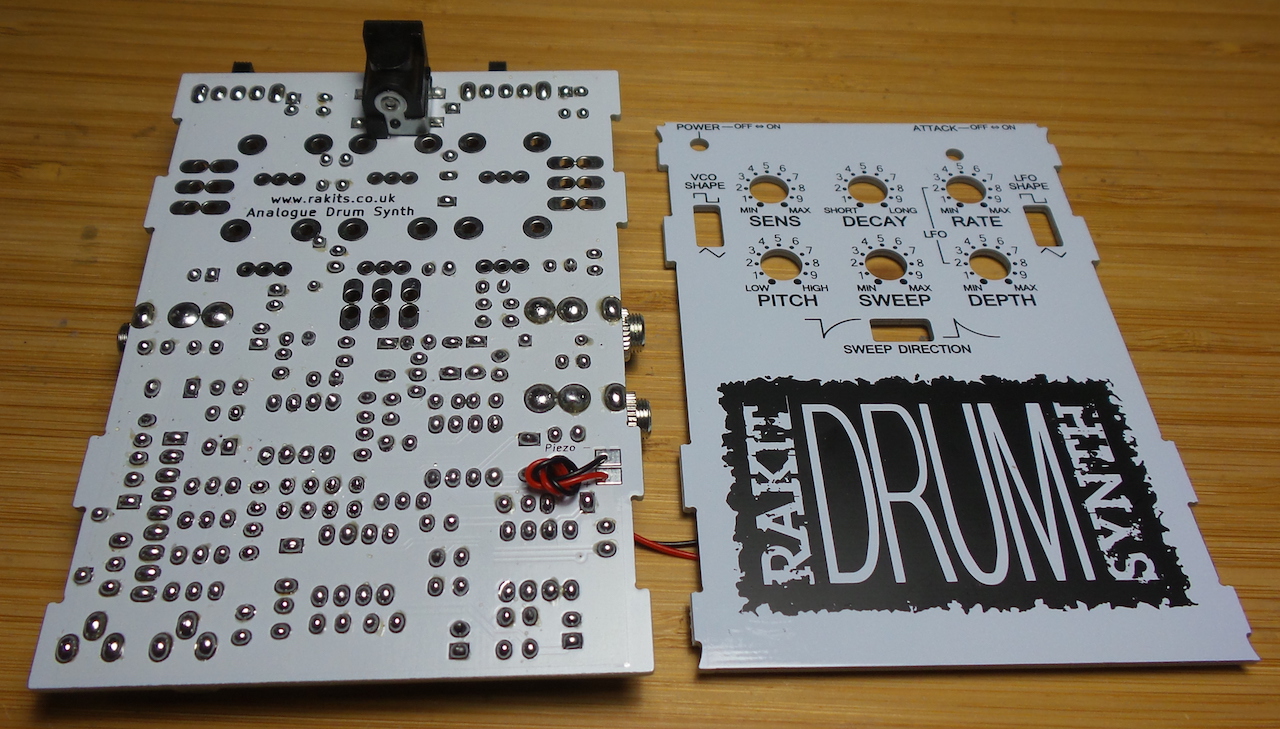 www.rakits.co.uk
Analogue Drum Synth
Piezo
POWER — OFF ⇔ ON
ATTACK — OFF ⇔ ON
VCO
SHAPE
1 2 3 4 5 6 7 8 9
MIN MAX
SENS
1 2 3 4 5 6 7 8 9
SHORT LONG
DECAY
1 2 3 4 5 6 7 8 9
MIN MAX
RATE
LFO
SHAPE
LFO
1 2 3 4 5 6 7 8 9
LOW HIGH
PITCH
1 2 3 4 5 6 7 8 9
MIN MAX
SWEEP
1 2 3 4 5 6 7 8 9
MIN MAX
DEPTH
SWEEP DIRECTION
RAKIT
DRUM
SYNTH